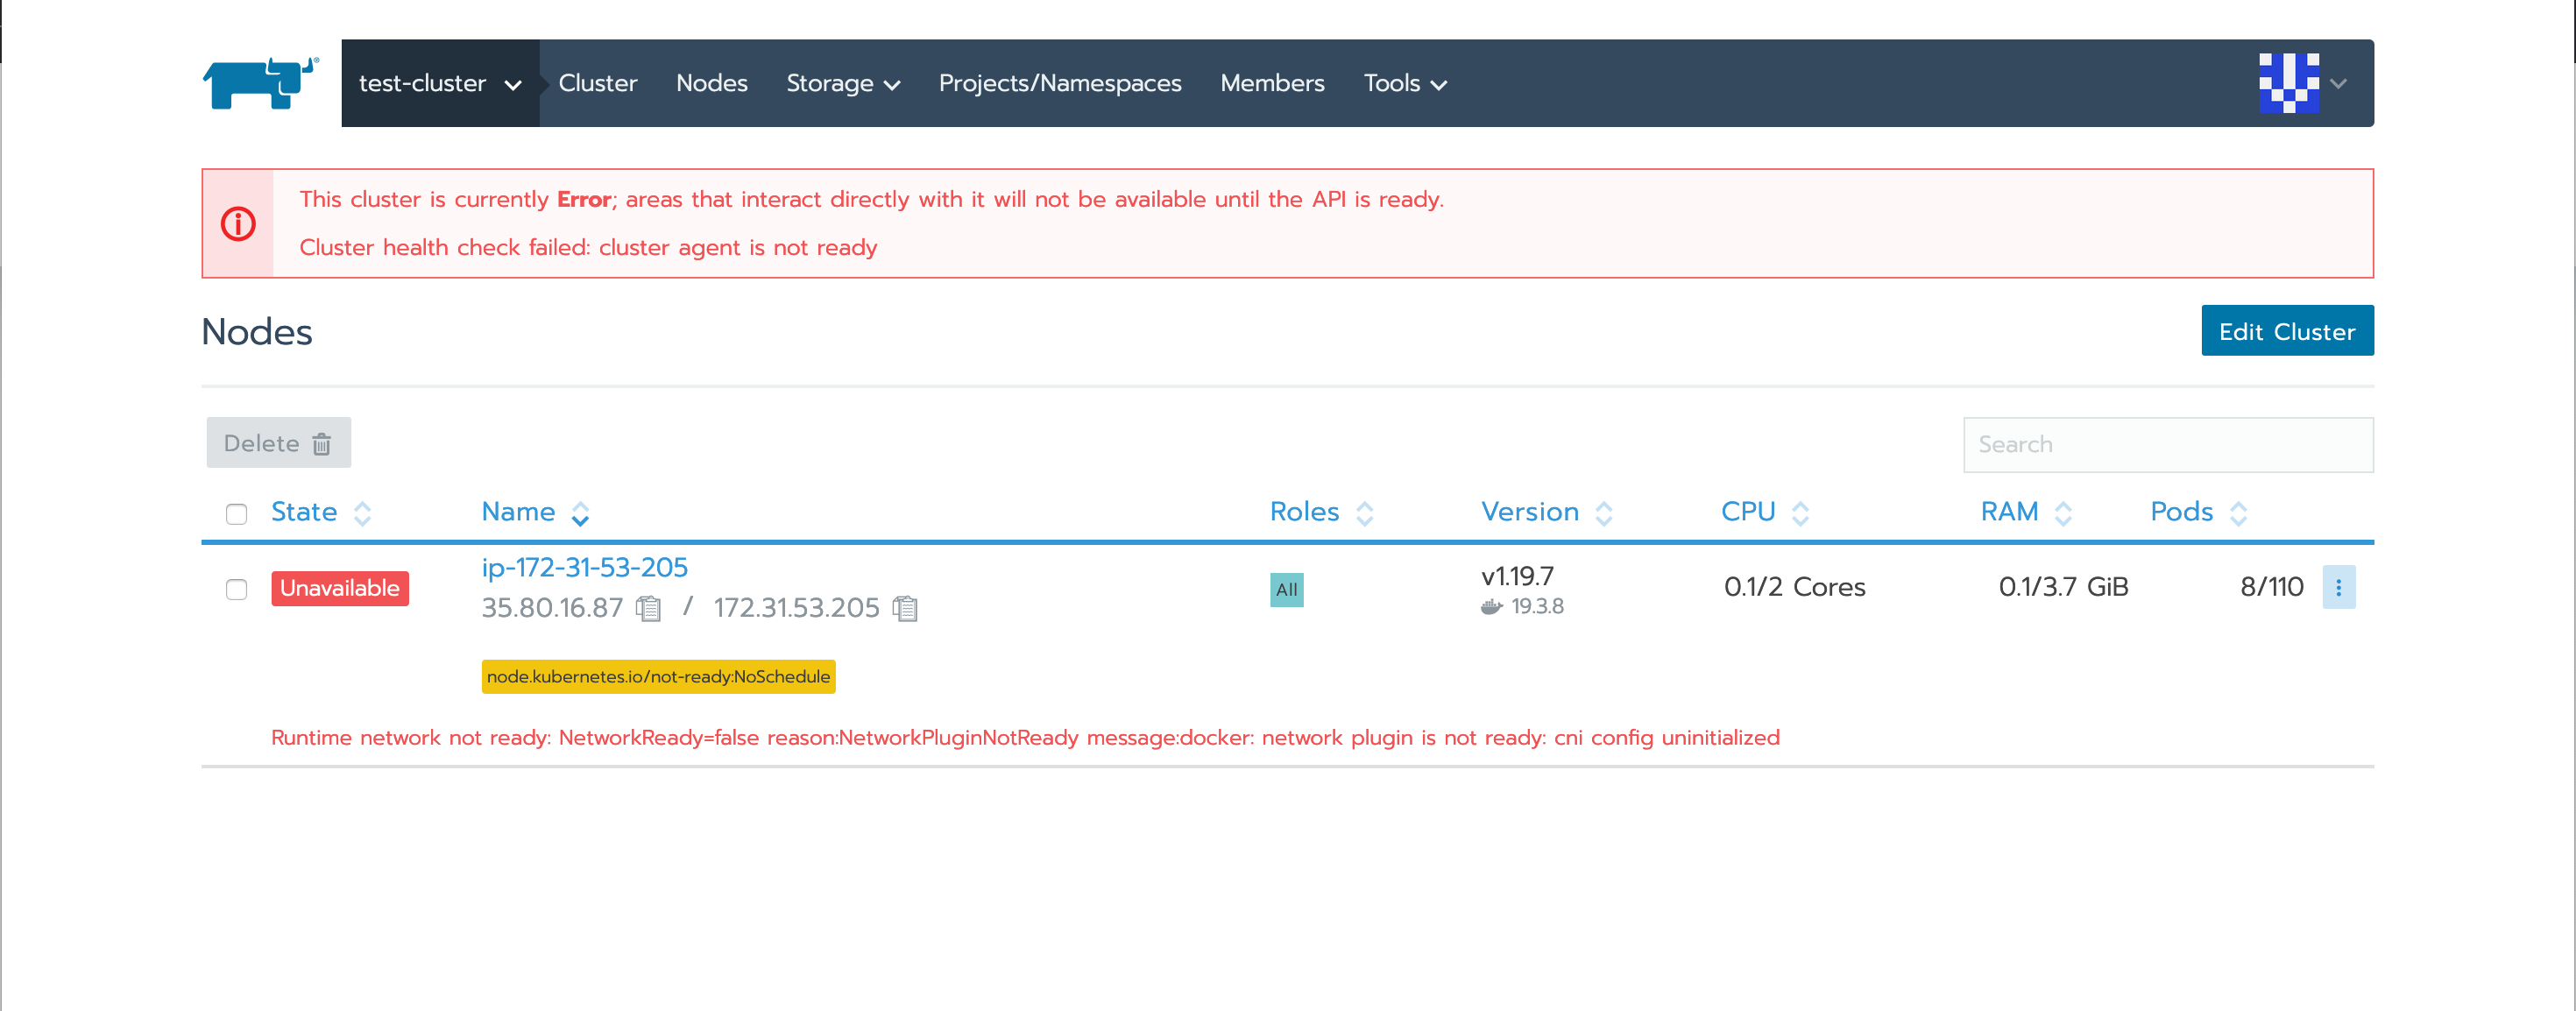 test-cluster Cluster Nodes Storage Projects/Namespaces Members Tools
This cluster is currently Error; areas that interact directly with it will not be available until the API is ready.
Cluster health check failed: cluster agent is not ready
Nodes
Edit Cluster
Delete
Search
State Name Roles Version CPU RAM Pods
Unavailable ip-172-31-53-205 All v1.19.7 0.1/2 Cores 0.1/3.7 GiB 8/110
35.80.16.87 / 172.31.53.205 19.3.8
node.kubernetes.io/not-ready:NoSchedule
Runtime network not ready: NetworkReady=false reason:NetworkPluginNotReady message:docker: network plugin is not ready: cni config uninitialized